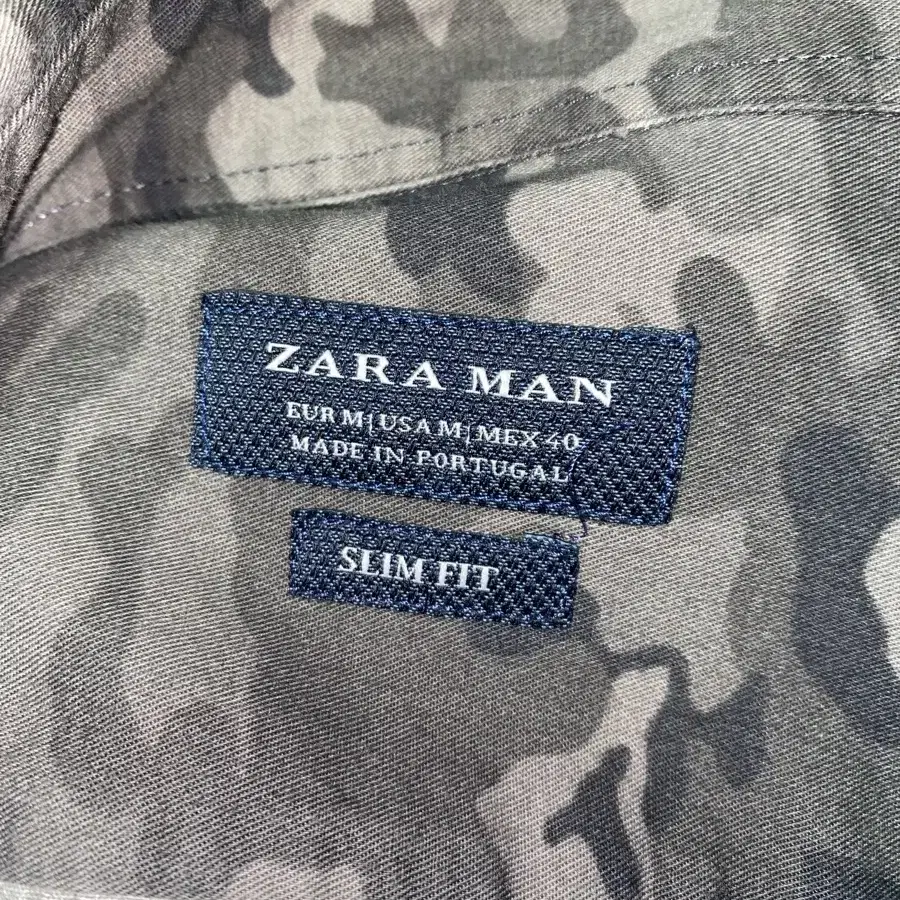 ZARA MAN
EUR M|USA M|MEX 40
MADE IN PORTUGAL
SLIM FIT